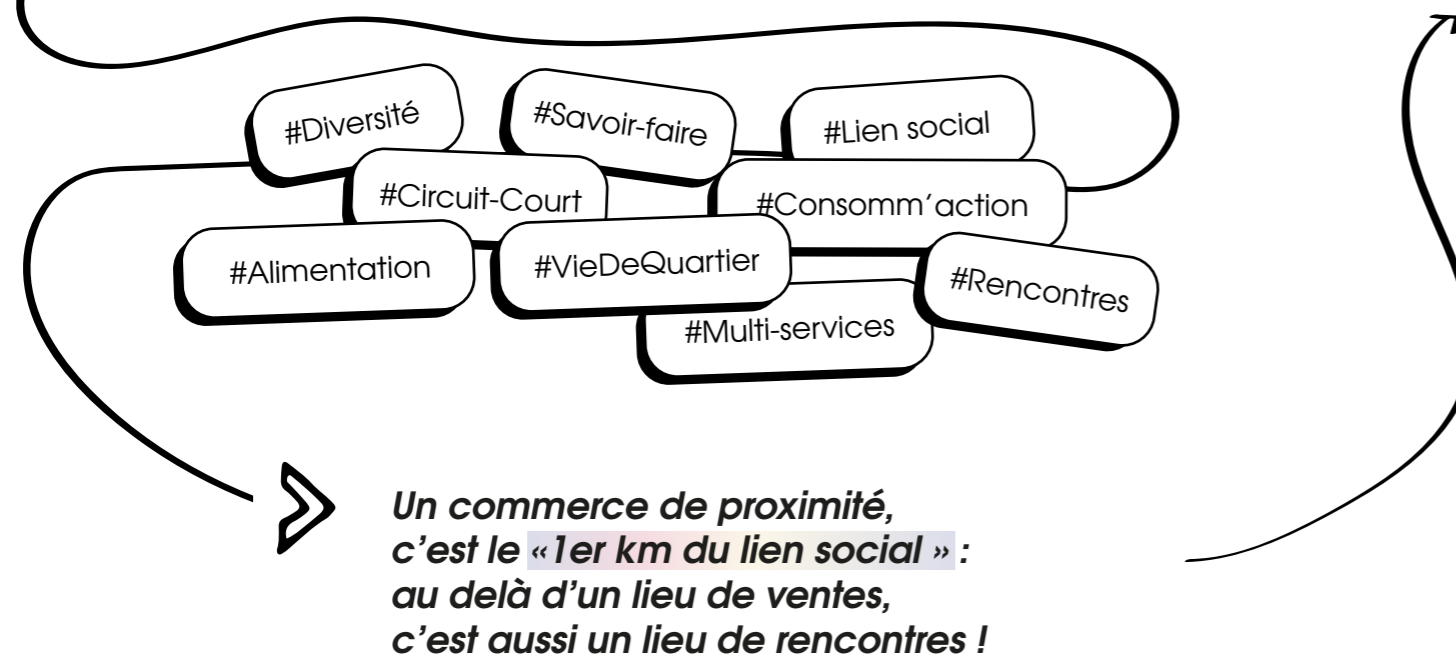 #Diversité
#Savoir-faire
#Lien social
#Circuit-Court
#Consomm'action
#Alimentation
#VieDeQuartier
#Rencontres
#Multi-services
Un commerce de proximité,
c'est le «1er km du lien social » :
au delà d'un lieu de ventes,
c'est aussi un lieu de rencontres !